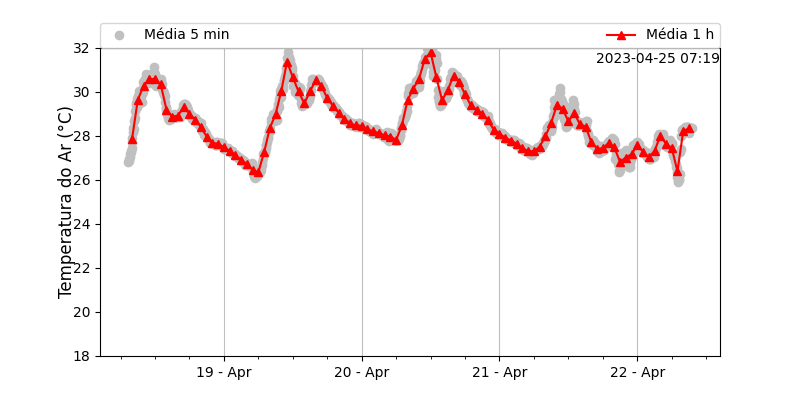 Média 5 min
Média 1 h
2023-04-25 07:19
Temperatura do Ar (°C)
32
30
28
26
24
22
20
18
19 - Apr
20 - Apr
21 - Apr
22 - Apr